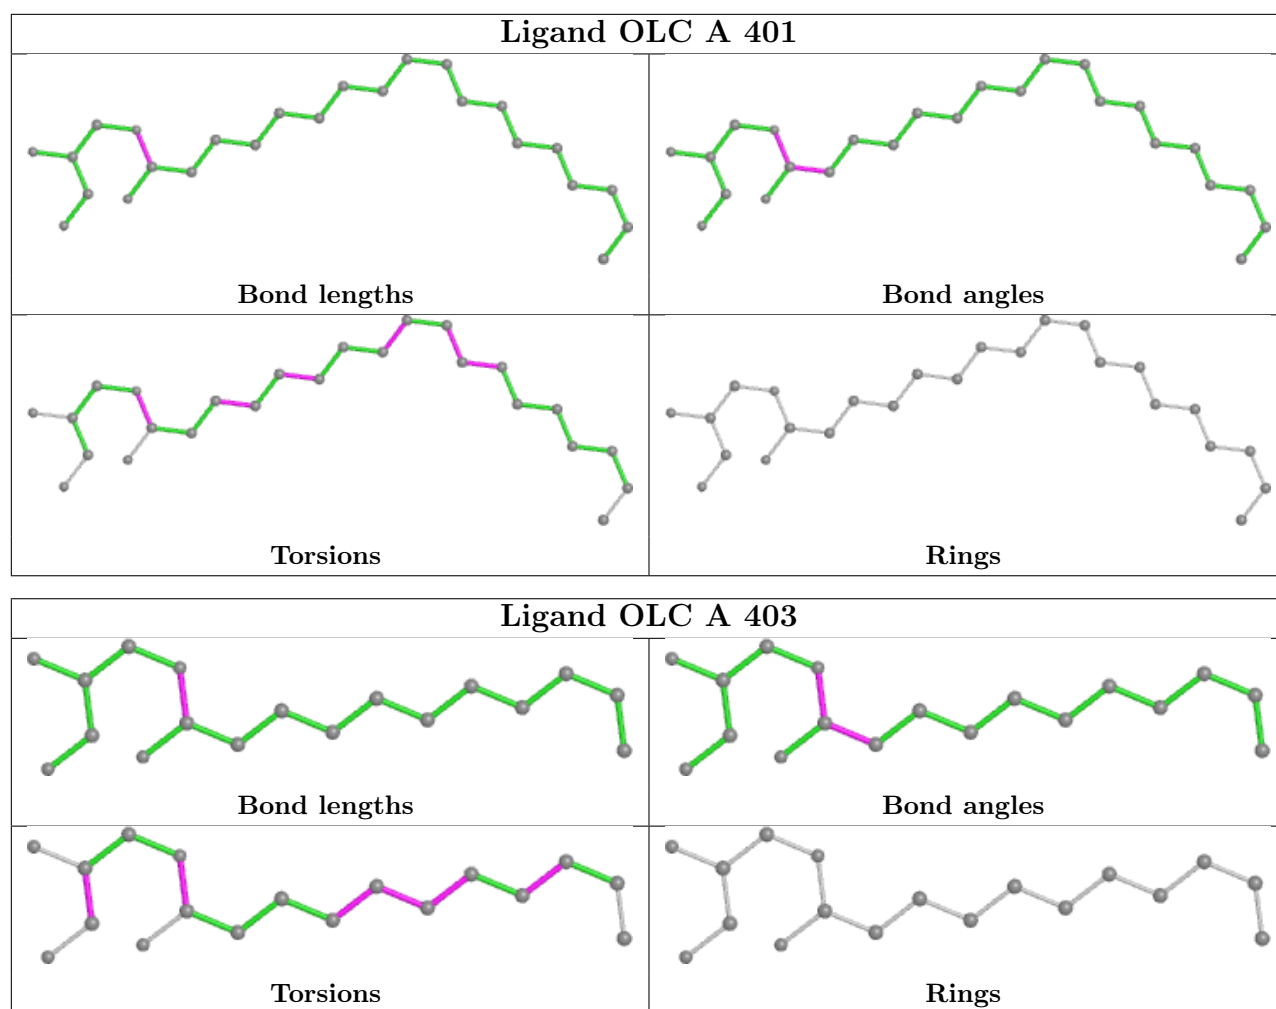 Ligand OLC A 401
Bond lengths
Bond angles
Torsions
Rings
Ligand OLC A 403
Bond lengths
Bond angles
Torsions
Rings